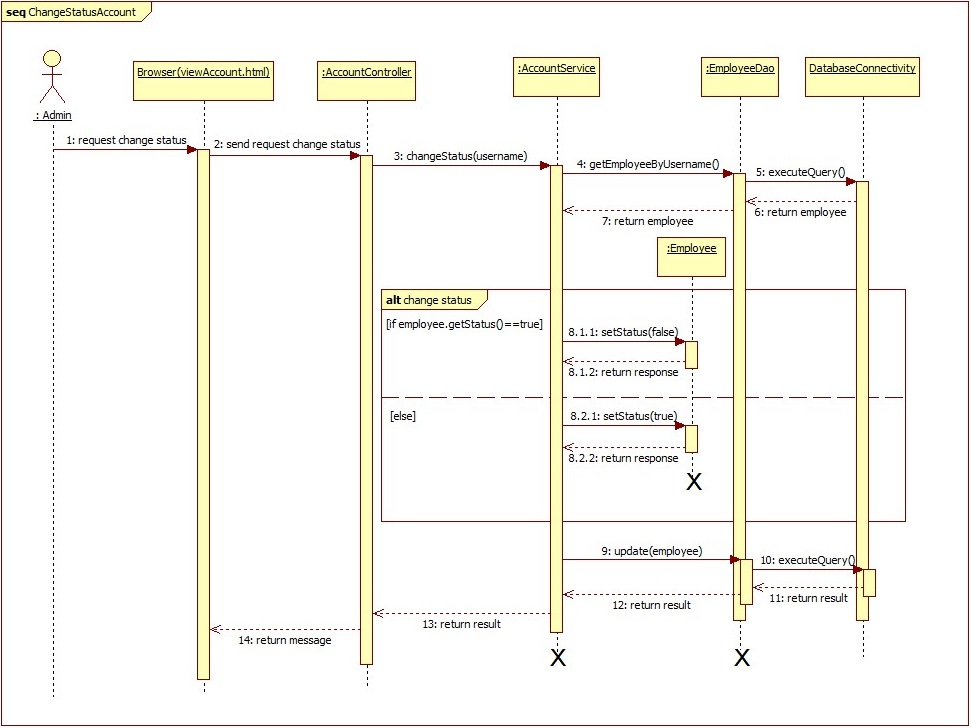 seq ChangeStatusAccount
: Admin
Browser(viewAccount.html)
:AccountController
:AccountService
:EmployeeDao
DatabaseConnectivity
1: request change status
2: send request change status
3: changeStatus(username)
4: getEmployeeByUsername()
5: executeQuery()
6: return employee
7: return employee
:Employee
alt change status
[if employee.getStatus()==true]
8.1.1: setStatus(false)
8.1.2: return response
[else]
8.2.1: setStatus(true)
8.2.2: return response
X
9: update(employee)
10: executeQuery()
11: return result
12: return result
13: return result
14: return message
X
X